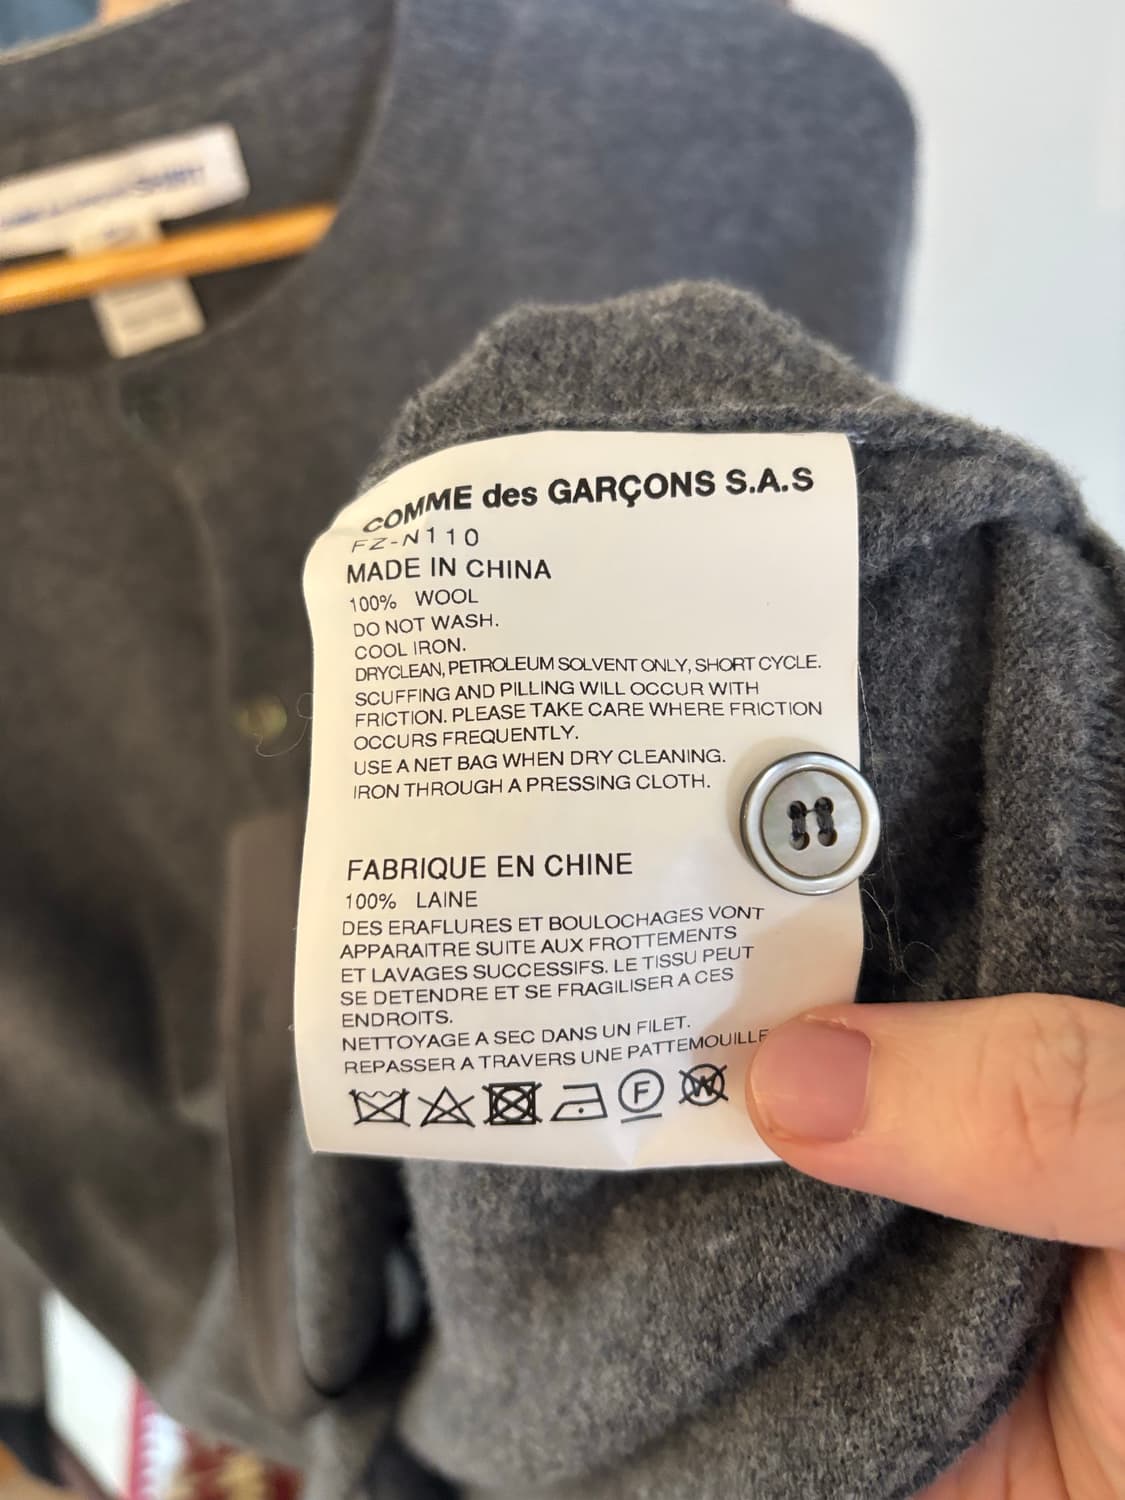 SHIRT
COMME des GARÇONS S.A.S
FZ-N110
MADE IN CHINA
100% WOOL
DO NOT WASH.
COOL IRON.
DRYCLEAN, PETROLEUM SOLVENT ONLY, SHORT CYCLE.
SCUFFING AND PILLING WILL OCCUR WITH
FRICTION. PLEASE TAKE CARE WHERE FRICTION
OCCURS FREQUENTLY.
USE A NET BAG WHEN DRY CLEANING.
IRON THROUGH A PRESSING CLOTH.
FABRIQUE EN CHINE
100% LAINE
DES ERAFLURES ET BOULOCHAGES VONT
APPARAITRE SUITE AUX FROTTEMENTS
ET LAVAGES SUCCESSIFS. LE TISSU PEUT
SE DETENDRE ET SE FRAGILISER A CES
ENDROITS.
NETTOYAGE A SEC DANS UN FILET.
REPASSER A TRAVERS UNE PATTEMOUILLE
F W